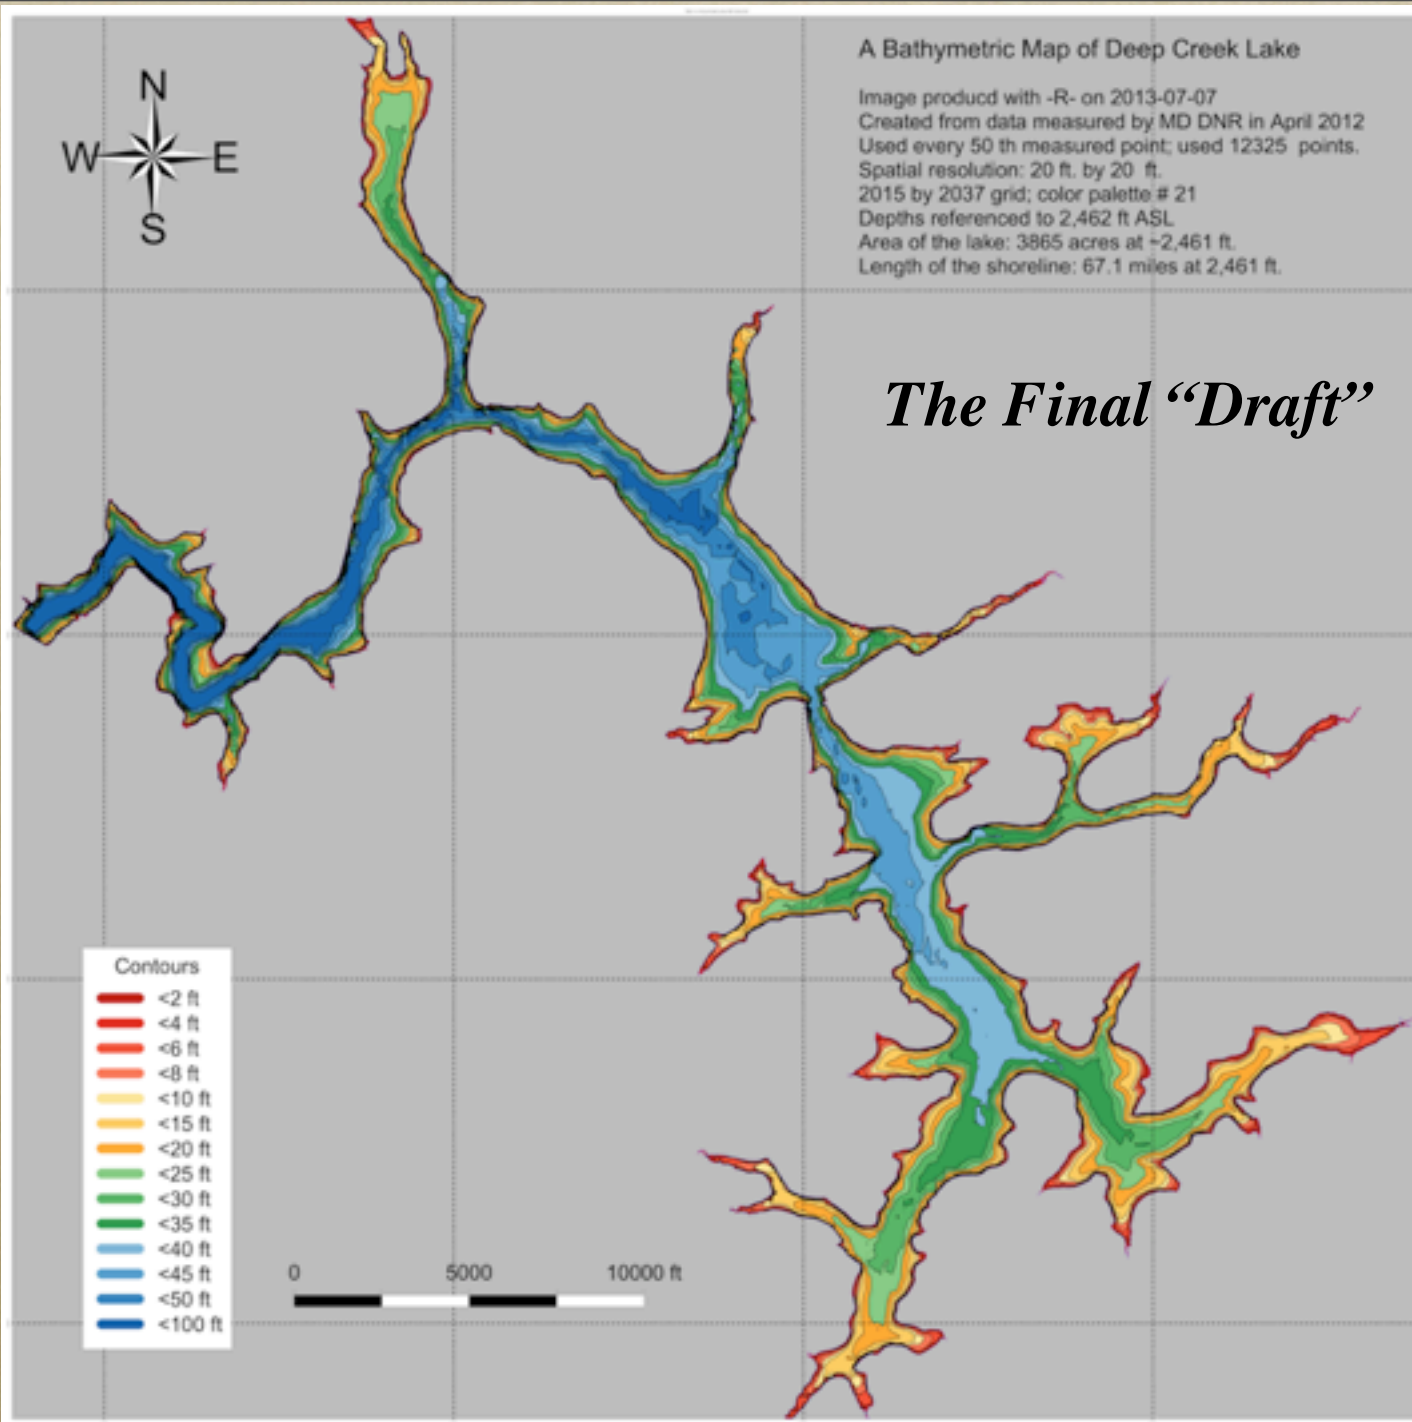 A Bathymetric Map of Deep Creek Lake
Image producd with -R- on 2013-07-07
Created from data measured by MD DNR in April 2012
Used every 50 th measured point; used 12325 points.
Spatial resolution: 20 ft. by 20 ft.
2015 by 2037 grid; color palette # 21
Depths referenced to 2,462 ft ASL
Area of the lake: 3865 acres at ~2,461 ft.
Length of the shoreline: 67.1 miles at 2,461 ft.
N
W E
S
The Final “Draft”
Contours
<2 ft
<4 ft
<6 ft
<8 ft
<10 ft
<15 ft
<20 ft
<25 ft
<30 ft
<35 ft
<40 ft
<45 ft
<50 ft
<100 ft
0 5000 10000 ft